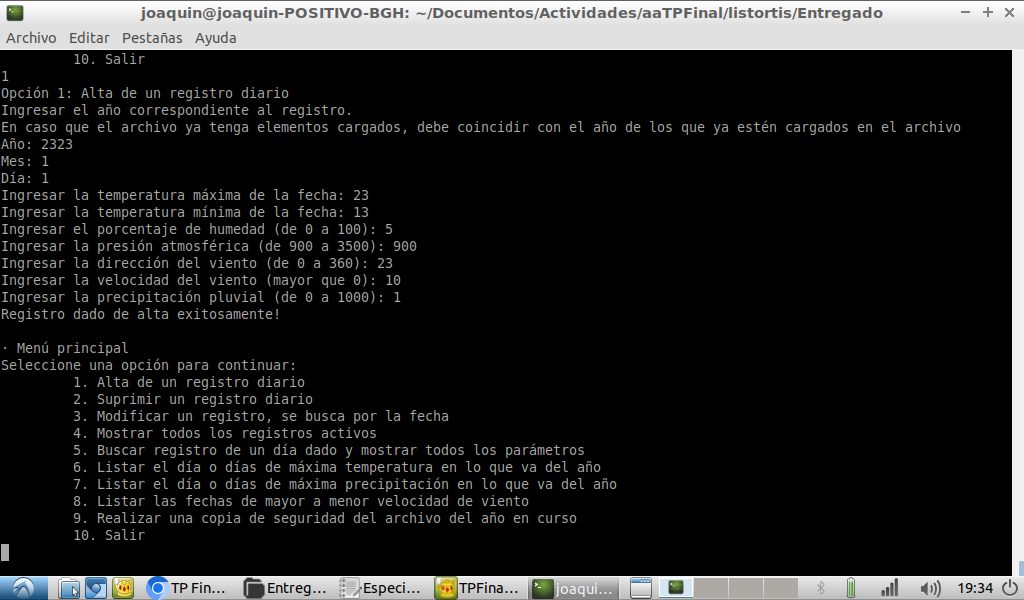 joaquin@joaquin-POSITIVO-BGH: ~/Documentos/Actividades/aaTPFinal/listortis/Entregado
Archivo Editar Pestañas Ayuda
10. Salir
1
Opción 1: Alta de un registro diario
Ingresar el año correspondiente al registro.
En caso que el archivo ya tenga elementos cargados, debe coincidir con el año de los que ya estén cargados en el archivo
Año: 2323
Mes: 1
Día: 1
Ingresar la temperatura máxima de la fecha: 23
Ingresar la temperatura mínima de la fecha: 13
Ingresar el porcentaje de humedad (de 0 a 100): 5
Ingresar la presión atmosférica (de 900 a 3500): 900
Ingresar la dirección del viento (de 0 a 360): 23
Ingresar la velocidad del viento (mayor que 0): 10
Ingresar la precipitación pluvial (de 0 a 1000): 1
Registro dado de alta exitosamente!
· Menú principal
Seleccione una opción para continuar:
1. Alta de un registro diario
2. Suprimir un registro diario
3. Modificar un registro, se busca por la fecha
4. Mostrar todos los registros activos
5. Buscar registro de un día dado y mostrar todos los parámetros
6. Listar el día o días de máxima temperatura en lo que va del año
7. Listar el día o días de máxima precipitación en lo que va del año
8. Listar las fechas de mayor a menor velocidad de viento
9. Realizar una copia de seguridad del archivo del año en curso
10. Salir
TP Fin... Entreg... Especi... TPFina... joaqui... 19:34